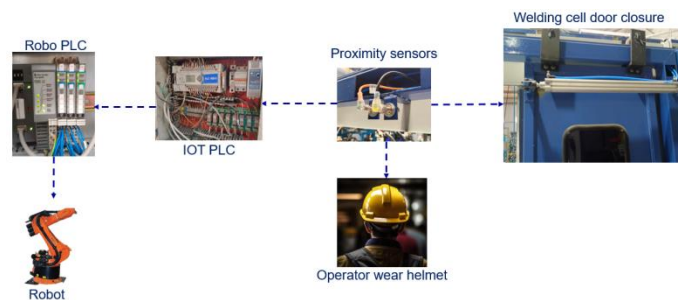 Welding cell door closure
Robo PLC
Proximity sensors
IOT PLC
Robot
Operator wear helmet